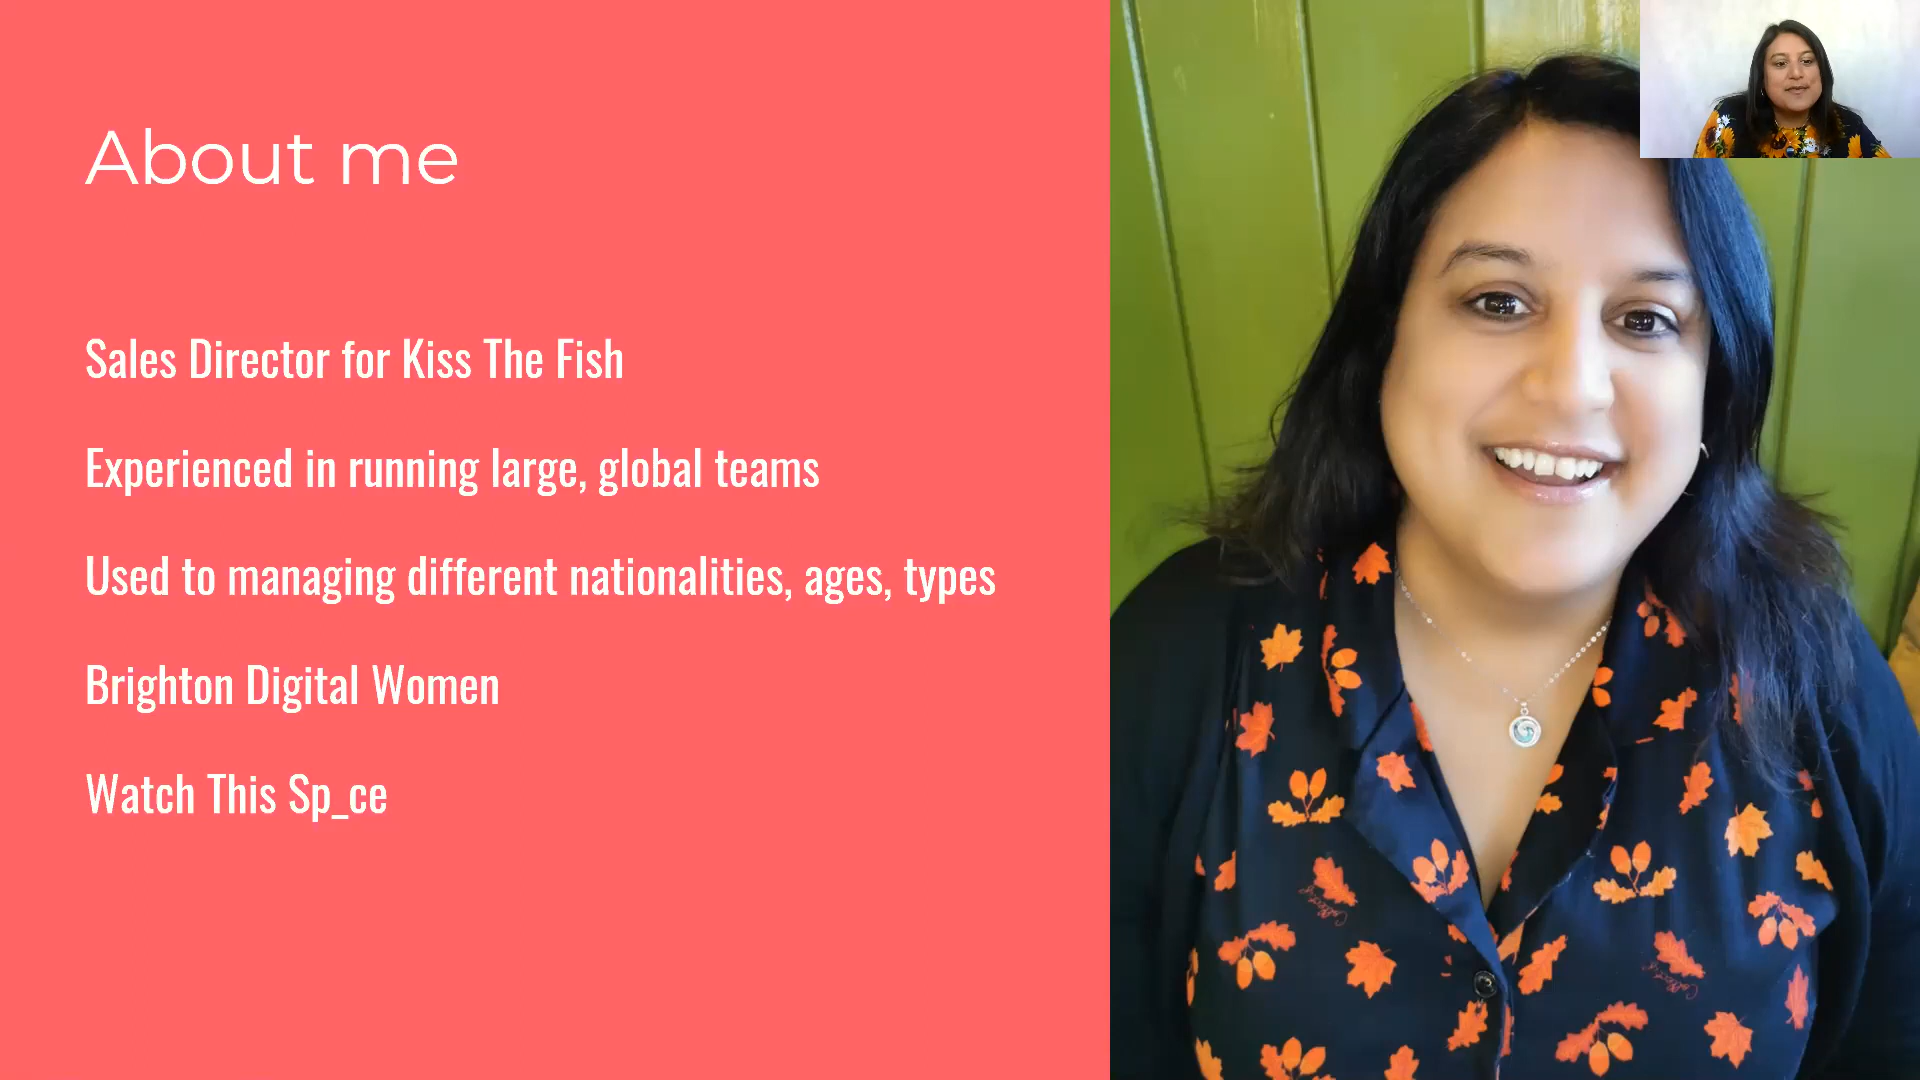 About me
Sales Director for Kiss The Fish
Experienced in running large, global teams
Used to managing different nationalities, ages, types
Brighton Digital Women
Watch This Sp_ce